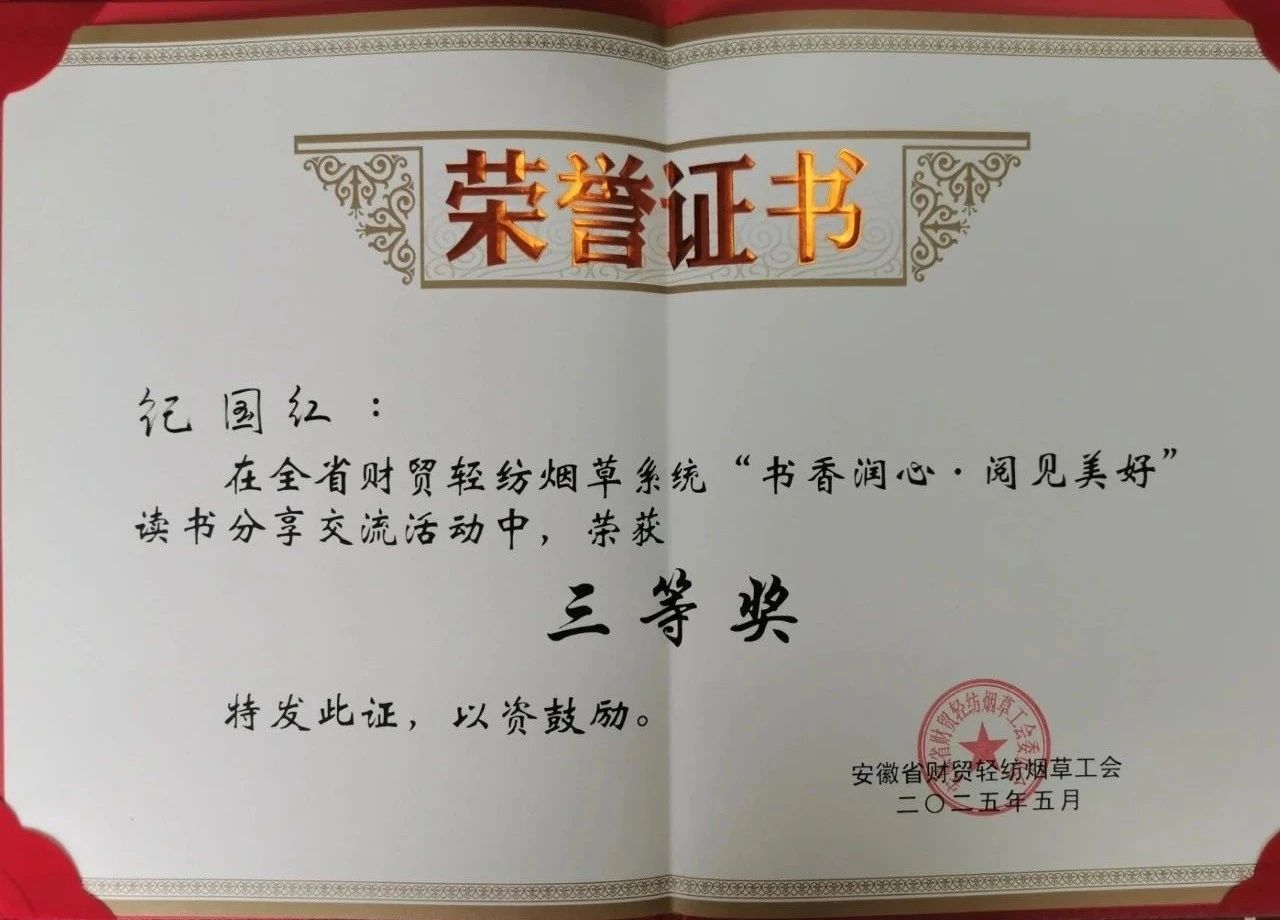 荣誉证书
纪国红：
在全省财贸轻纺烟草系统“书香润心·阅见美好”
读书分享交流活动中，荣获
三等奖
特发此证，以资鼓励。
安徽省财贸轻纺烟草工会
二〇二五年五月